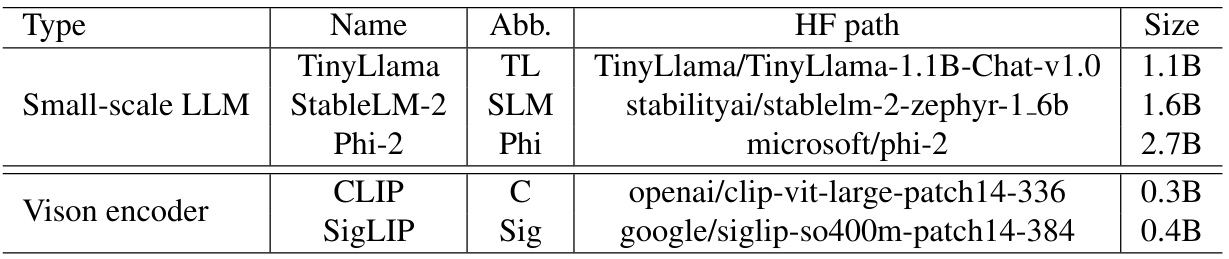 Type Name Abb. HF path Size
TinyLlama TL TinyLlama/TinyLlama-1.1B-Chat-v1.0 1.1B
Small-scale LLM StableLM-2 SLM stabilityai/stablelm-2-zephyr-1_6b 1.6B
Phi-2 Phi microsoft/phi-2 2.7B
CLIP C openai/clip-vit-large-patch14-336 0.3B
Vison encoder
SigLIP Sig google/siglip-so400m-patch14-384 0.4B